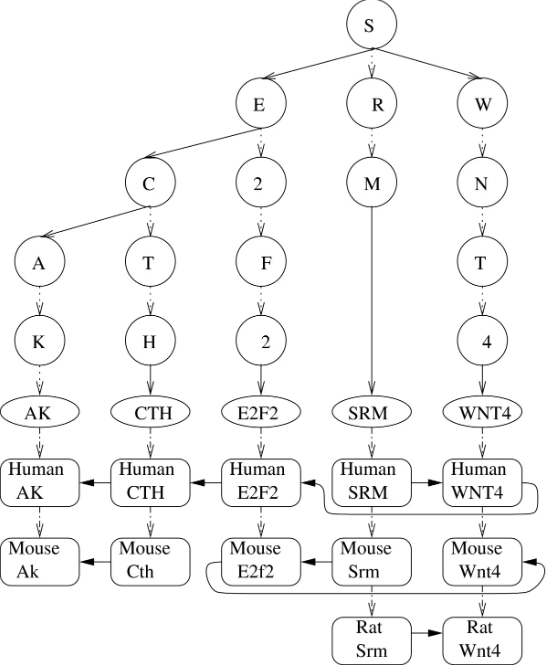 S
E R W
C 2 M N
A T F T
K H 2 4
AK CTH E2F2 SRM WNT4
Human Human Human Human Human
AK CTH E2F2 SRM WNT4
Mouse Mouse Mouse Mouse Mouse
Ak Cth E2f2 Srm Wnt4
Rat Rat
Srm Wnt4